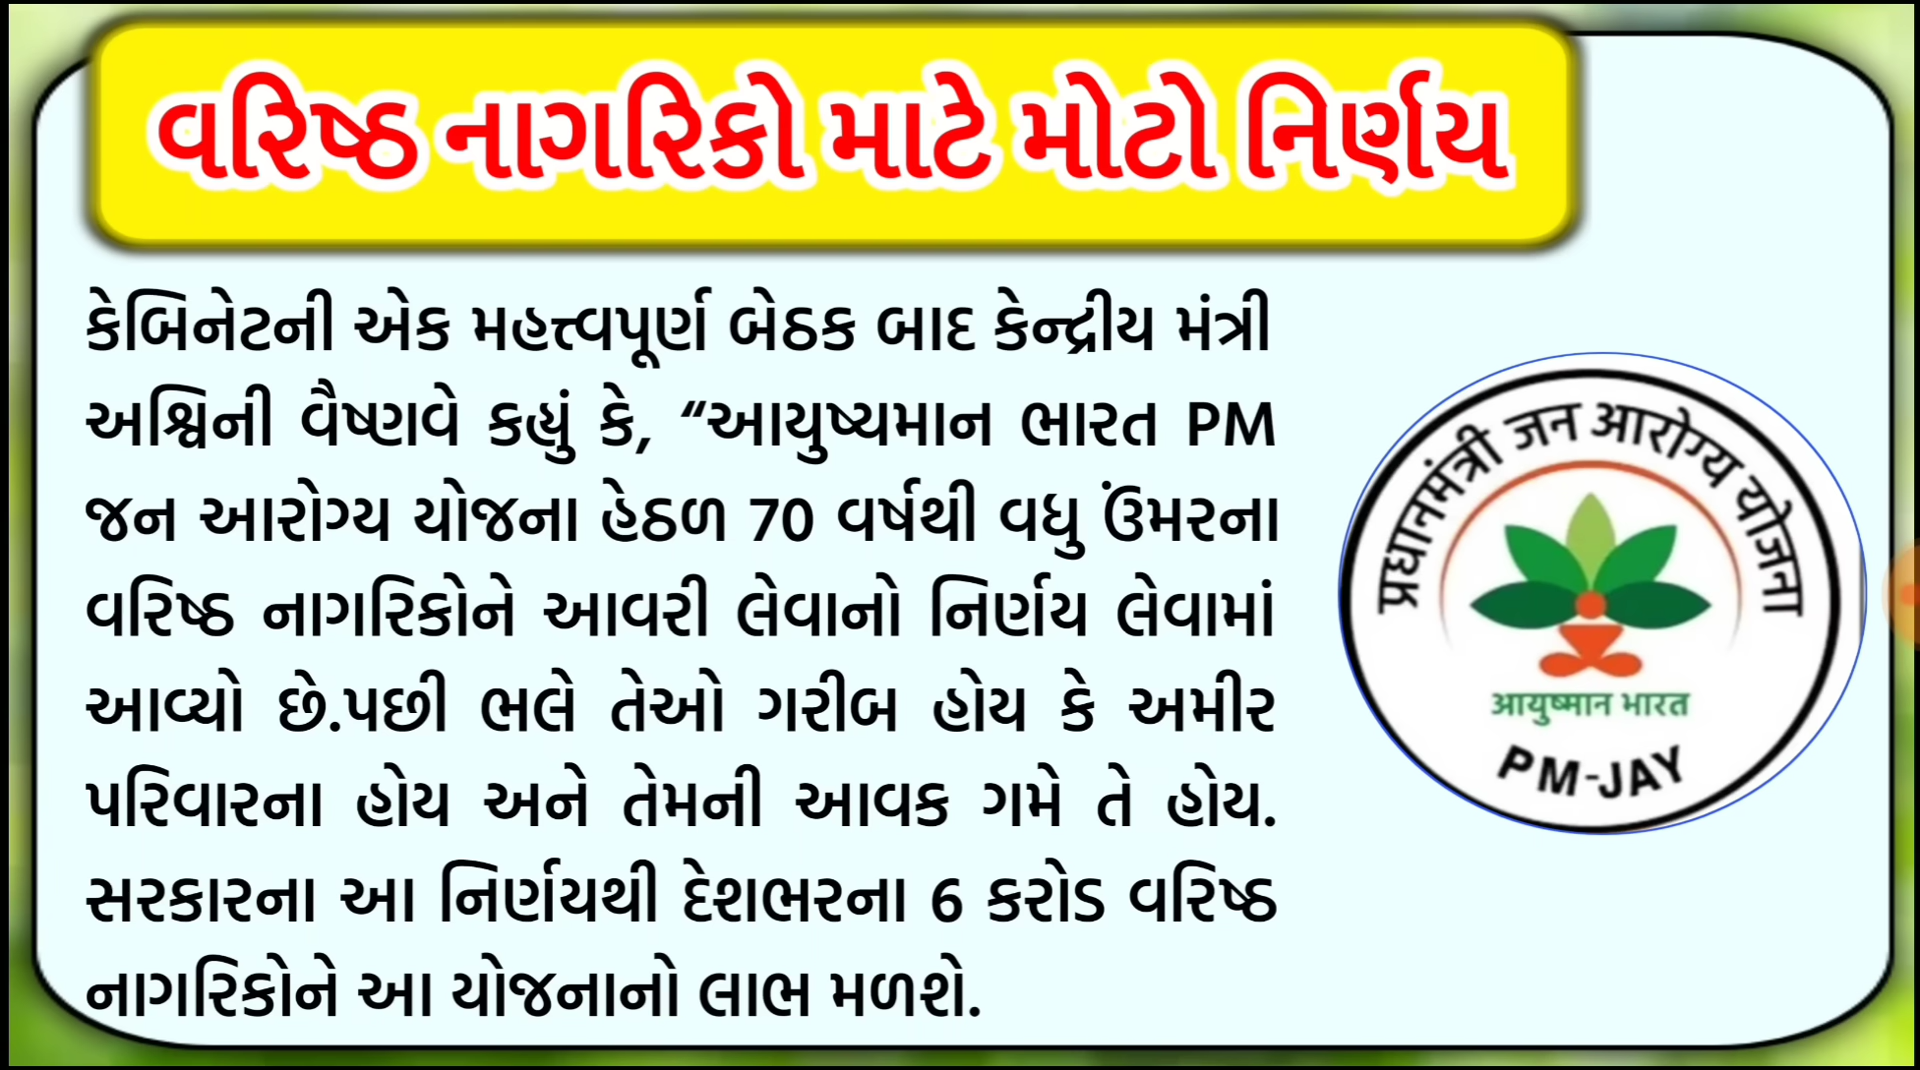 વરિષ્ઠ નાગરિકો માટે મોટો નિર્ણય
કેબિનેટની એક મહત્ત્વપૂર્ણ બેઠક બાદ કેન્દ્રીય મંત્રી
અશ્વિની વૈષ્ણવે કહ્યું કે, “આયુષ્યમાન ભારત PM
જન આરોગ્ય યોજના હેઠળ 70 વર્ષથી વધુ ઉંમરના
વરિષ્ઠ નાગરિકોને આવરી લેવાનો નિર્ણય લેવામાં
આવ્યો છે.પછી ભલે તેઓ ગરીબ હોય કે અમીર
પરિવારના હોય અને તેમની આવક ગમે તે હોય.
સરકારના આ નિર્ણયથી દેશભરના 6 કરોડ વરિષ્ઠ
નાગરિકોને આ યોજનાનો લાભ મળશે.
प्रधानमंत्री जन आरोग्य योजना
आयुष्मान भारत
PM-JAY